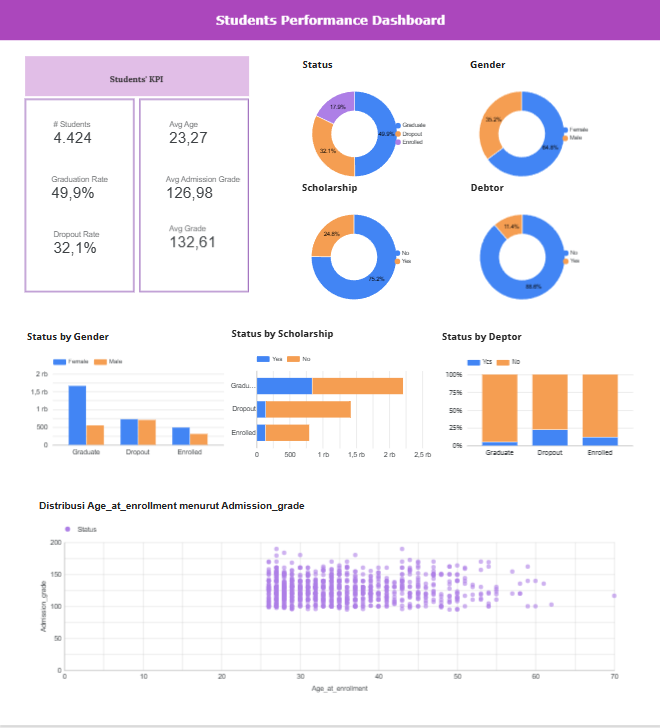 Students Performance Dashboard
Students' KPI
# Students
4.424
Graduation Rate
49,9%
Dropout Rate
32,1%
Avg Age
23,27
Avg Admission Grade
126,98
Avg Grade
132,61
Status
17.9%
49.9%
32.1%
Graduate
Dropout
Enrolled
Gender
35.2%
64.8%
Female
Male
Scholarship
24.8%
75.2%
No
Yes
Debtor
11.4%
88.6%
No
Yes
Status by Gender
Female Male
2 rb
1,5 rb
1 rb
500
0
Graduate Dropout Enrolled
Status by Scholarship
Yes No
Gradu...
Dropout
Enrolled
0 500 1 rb 1,5 rb 2 rb 2,5 rb
Status by Deptor
Yes No
100%
75%
50%
25%
0%
Graduate Dropout Enrolled
Distribusi Age_at_enrollment menurut Admission_grade
Status
Admission_grade
200
150
100
50
0
0 10 20 30 40 50 60 70
Age_at_enrollment